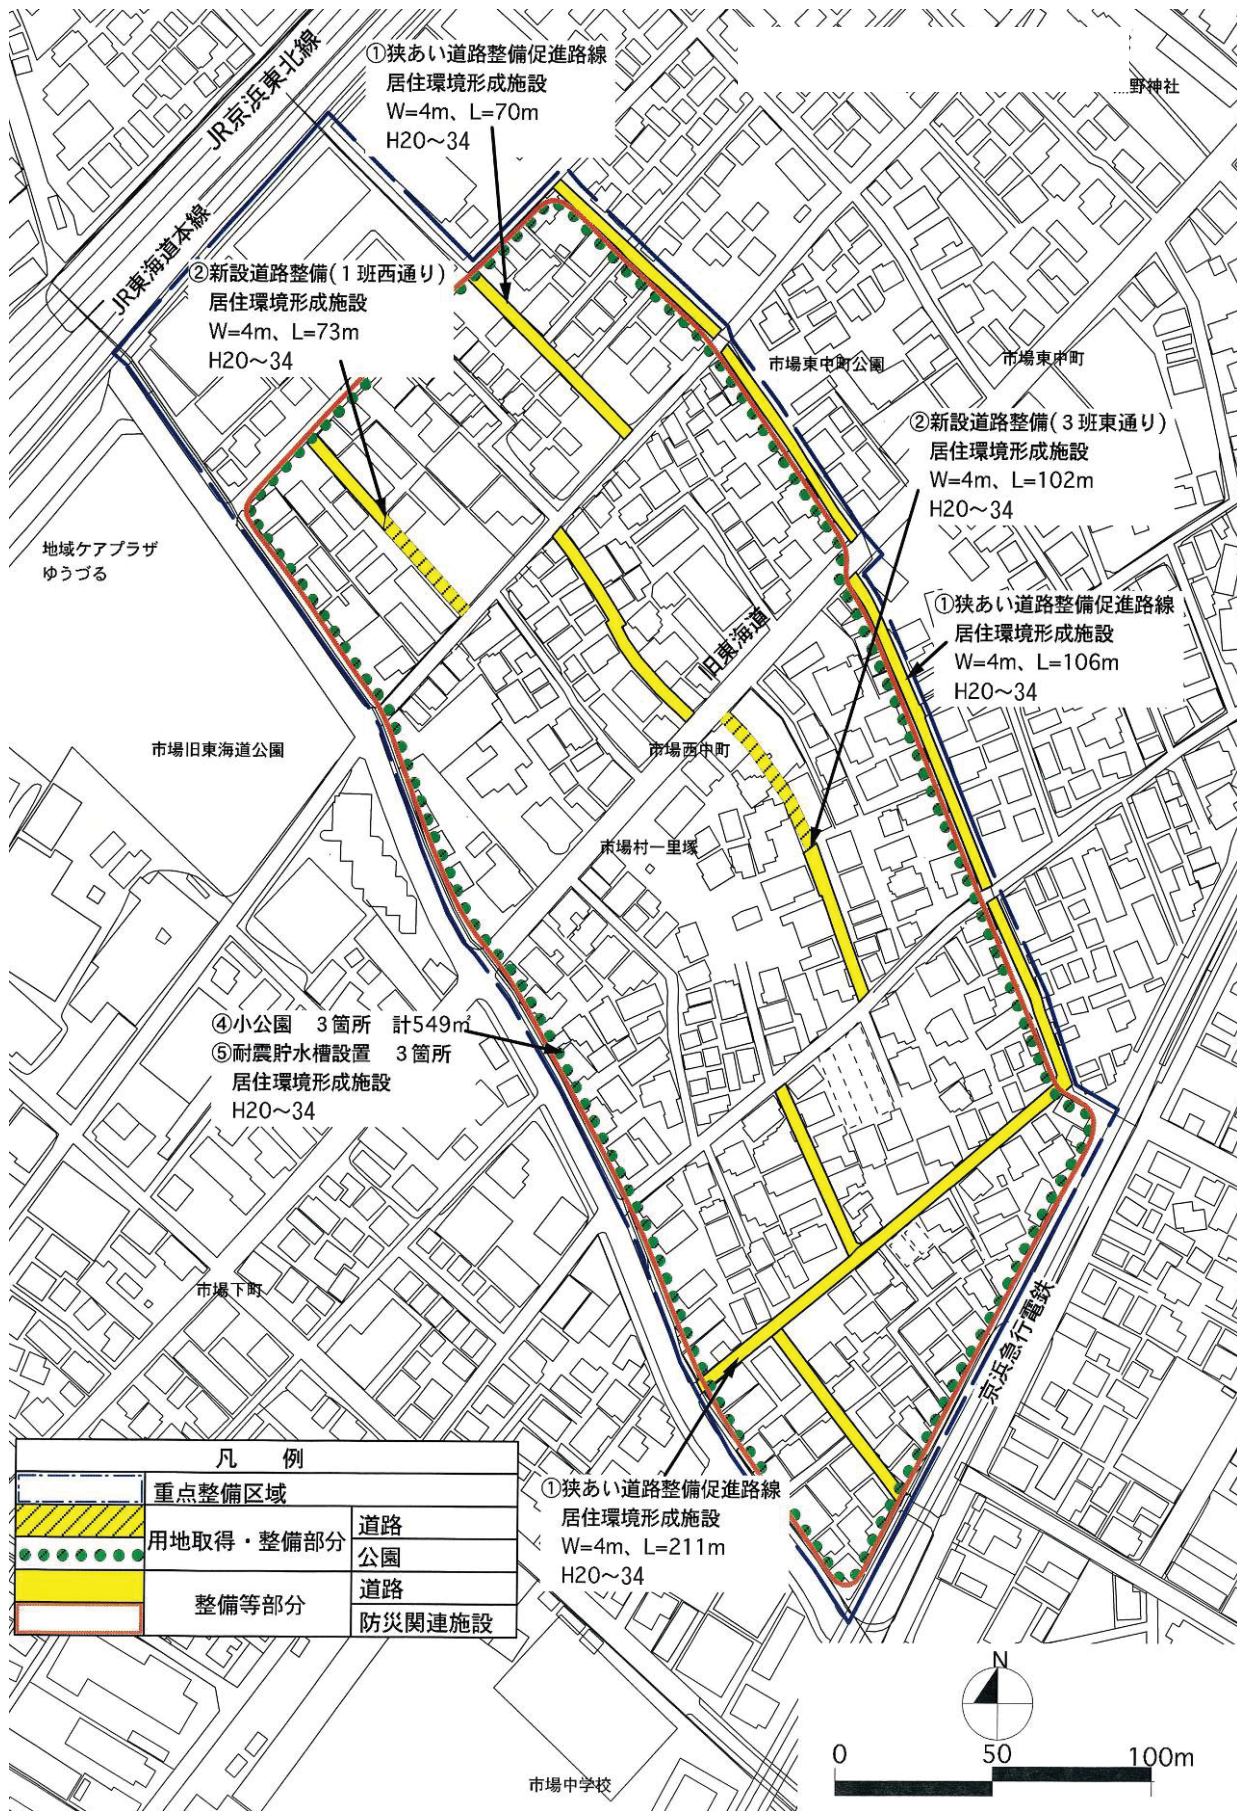 ①狭あい道路整備促進路線
居住環境形成施設
W=4m、L=70m
H20～34
野神社
JR京浜東北線
JR東海道本線
②新設道路整備(1班西通り)
居住環境形成施設
W=4m、L=73m
H20～34
市場東中町公園
市場東中町
②新設道路整備(3班東通り)
居住環境形成施設
W=4m、L=102m
H20～34
地域ケアプラザ
ゆうづる
①狭あい道路整備促進路線
居住環境形成施設
W=4m、L=106m
H20～34
旧東海道
市場旧東海道公園
市場西中町
市場村一里塚
④小公園 3箇所 計549㎡
⑤耐震貯水槽設置 3箇所
居住環境形成施設
H20～34
市場下町
京浜急行電鉄
①狭あい道路整備促進路線
居住環境形成施設
W=4m、L=211m
H20～34
凡 例
重点整備区域
用地取得・整備部分
道路
公園
整備等部分
道路
防災関連施設
市場中学校
N
0 50 100m